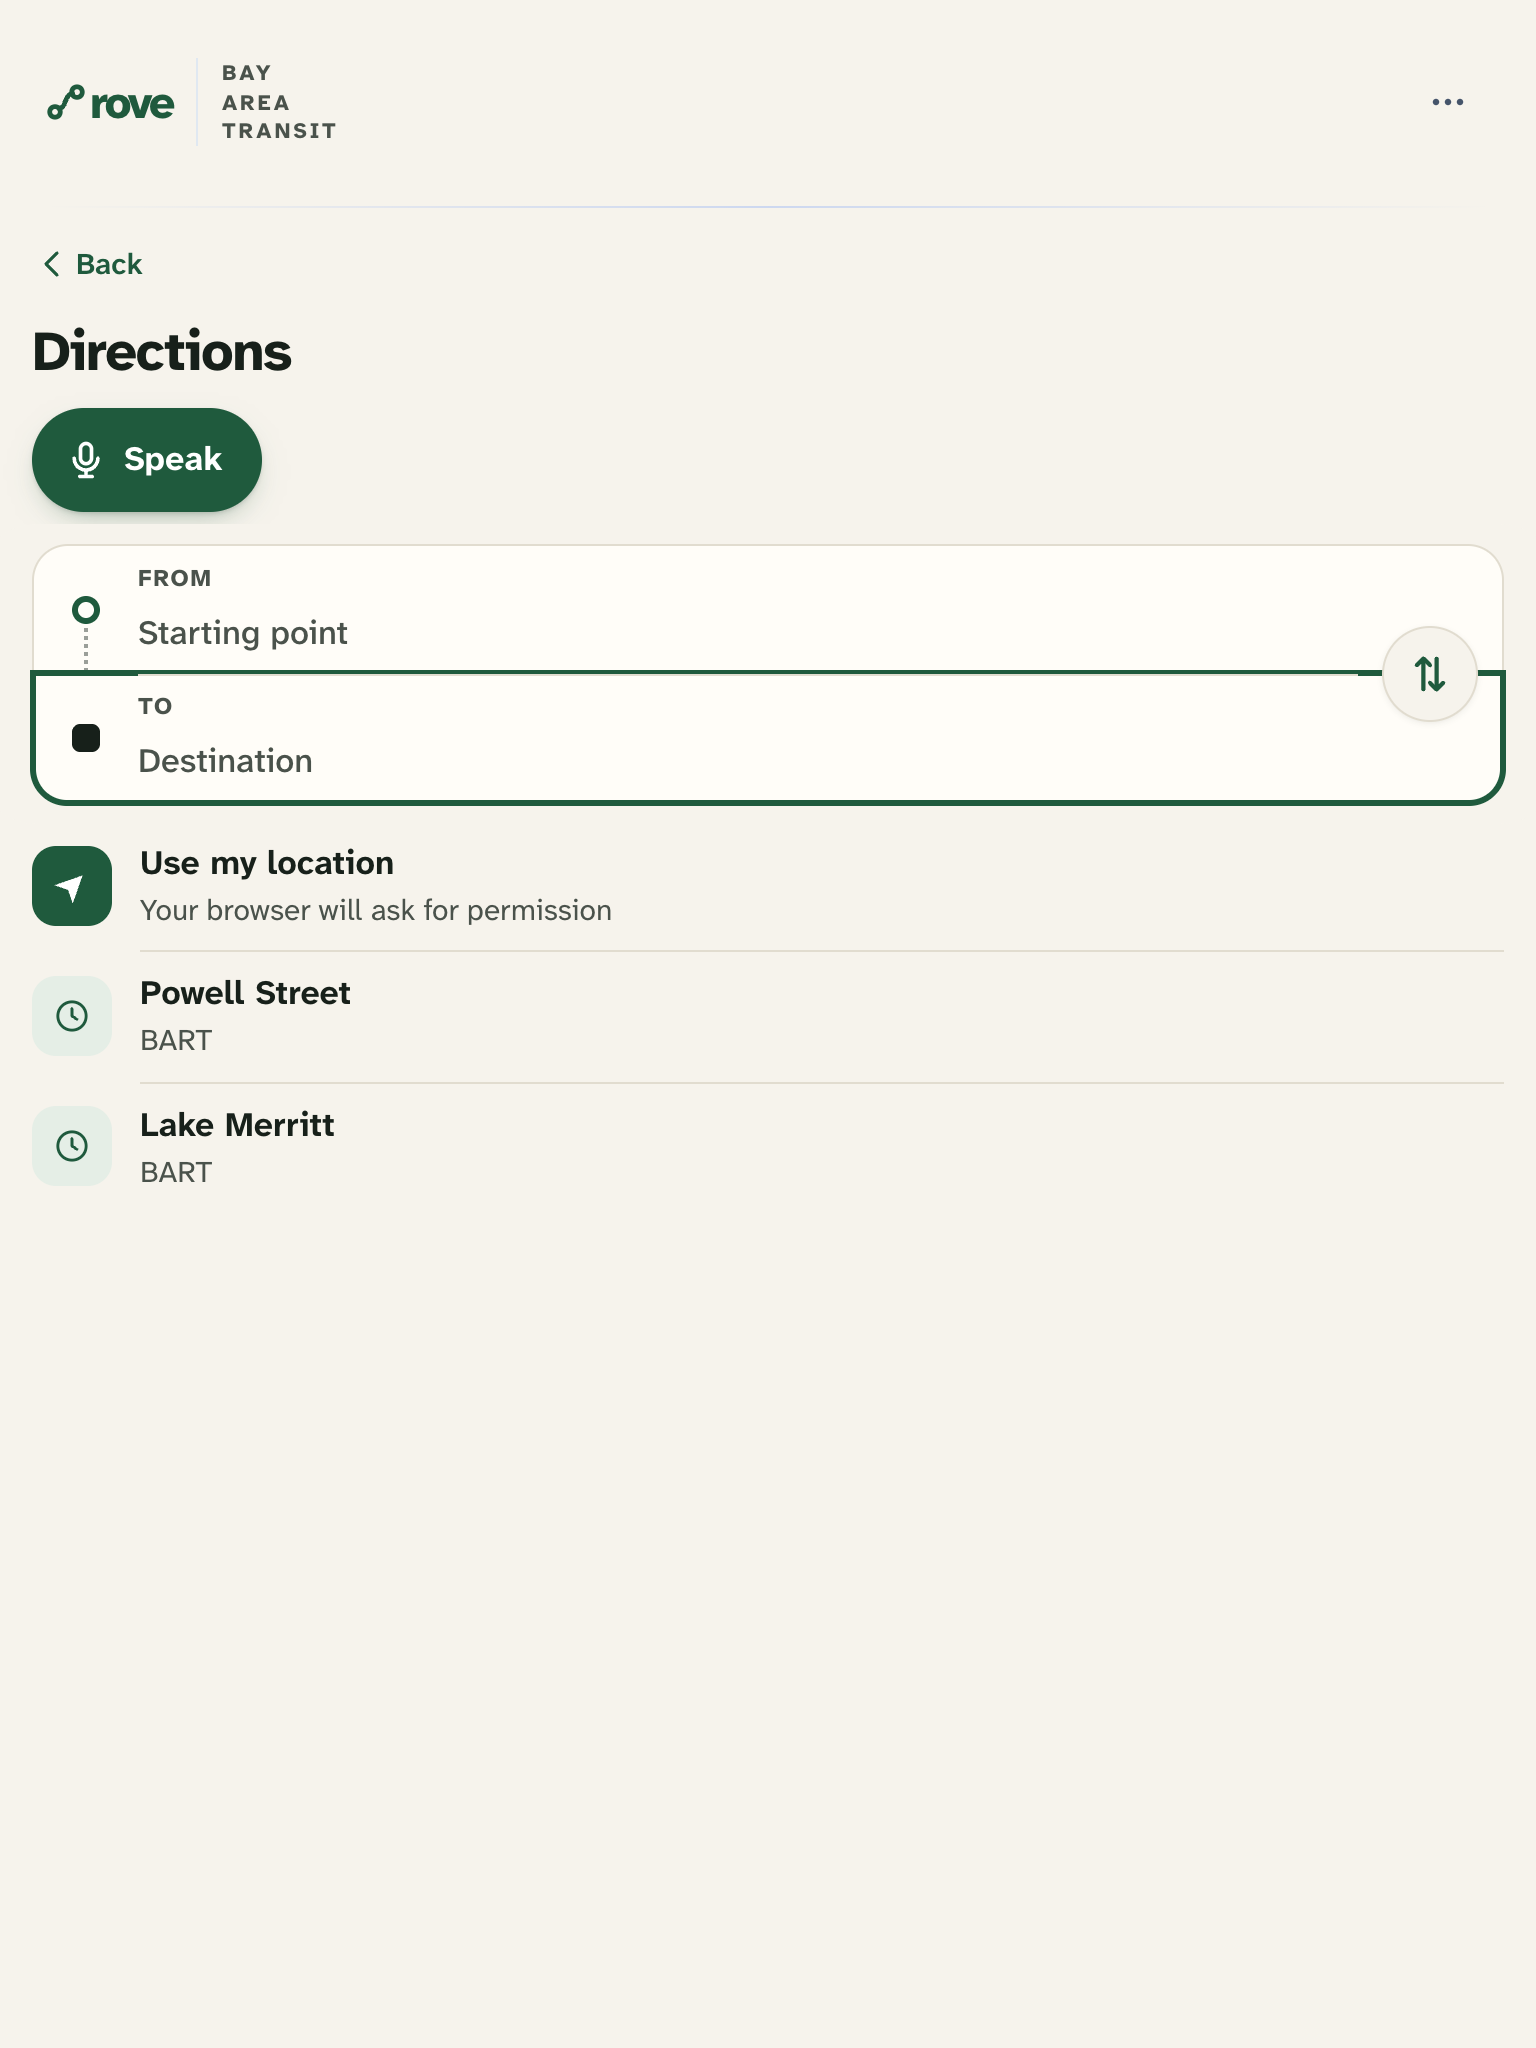 rove
BAY
AREA
TRANSIT
Back
Directions
Speak
FROM
Starting point
TO
Destination
Use my location
Your browser will ask for permission
Powell Street
BART
Lake Merritt
BART